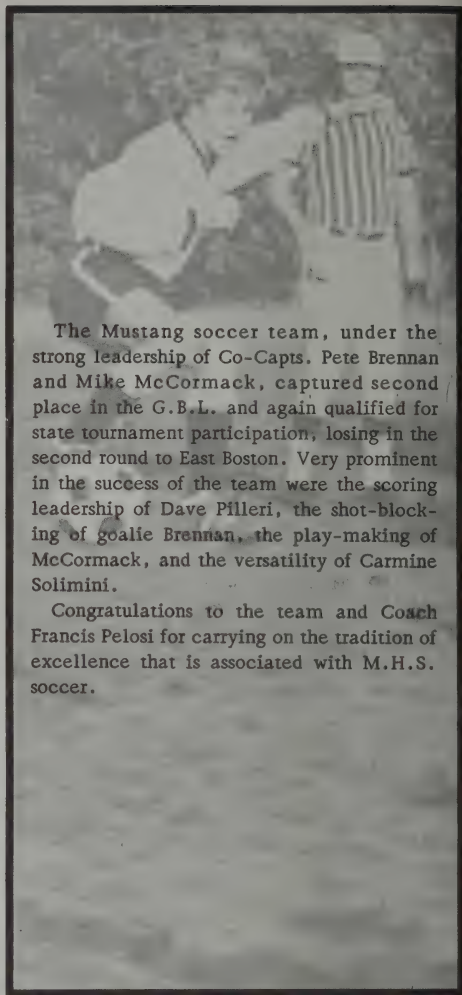 The Mustang soccer team, under the
strong leadership of Co-Capts. Pete Brennan
and Mike McCormack, captured second
place in the G.B.L. and again qualified for
state tournament participation, losing in the
second round to East Boston. Very prominent
in the success of the team were the scoring
leadership of Dave Pilleri, the shot-block-
ing of goalie Brennan, the play-making of
McCormack, and the versatility of Carmine
Solimini.
Congratulations to the team and Coach
Francis Pelosi for carrying on the tradition of
excellence that is associated with M.H.S.
soccer.